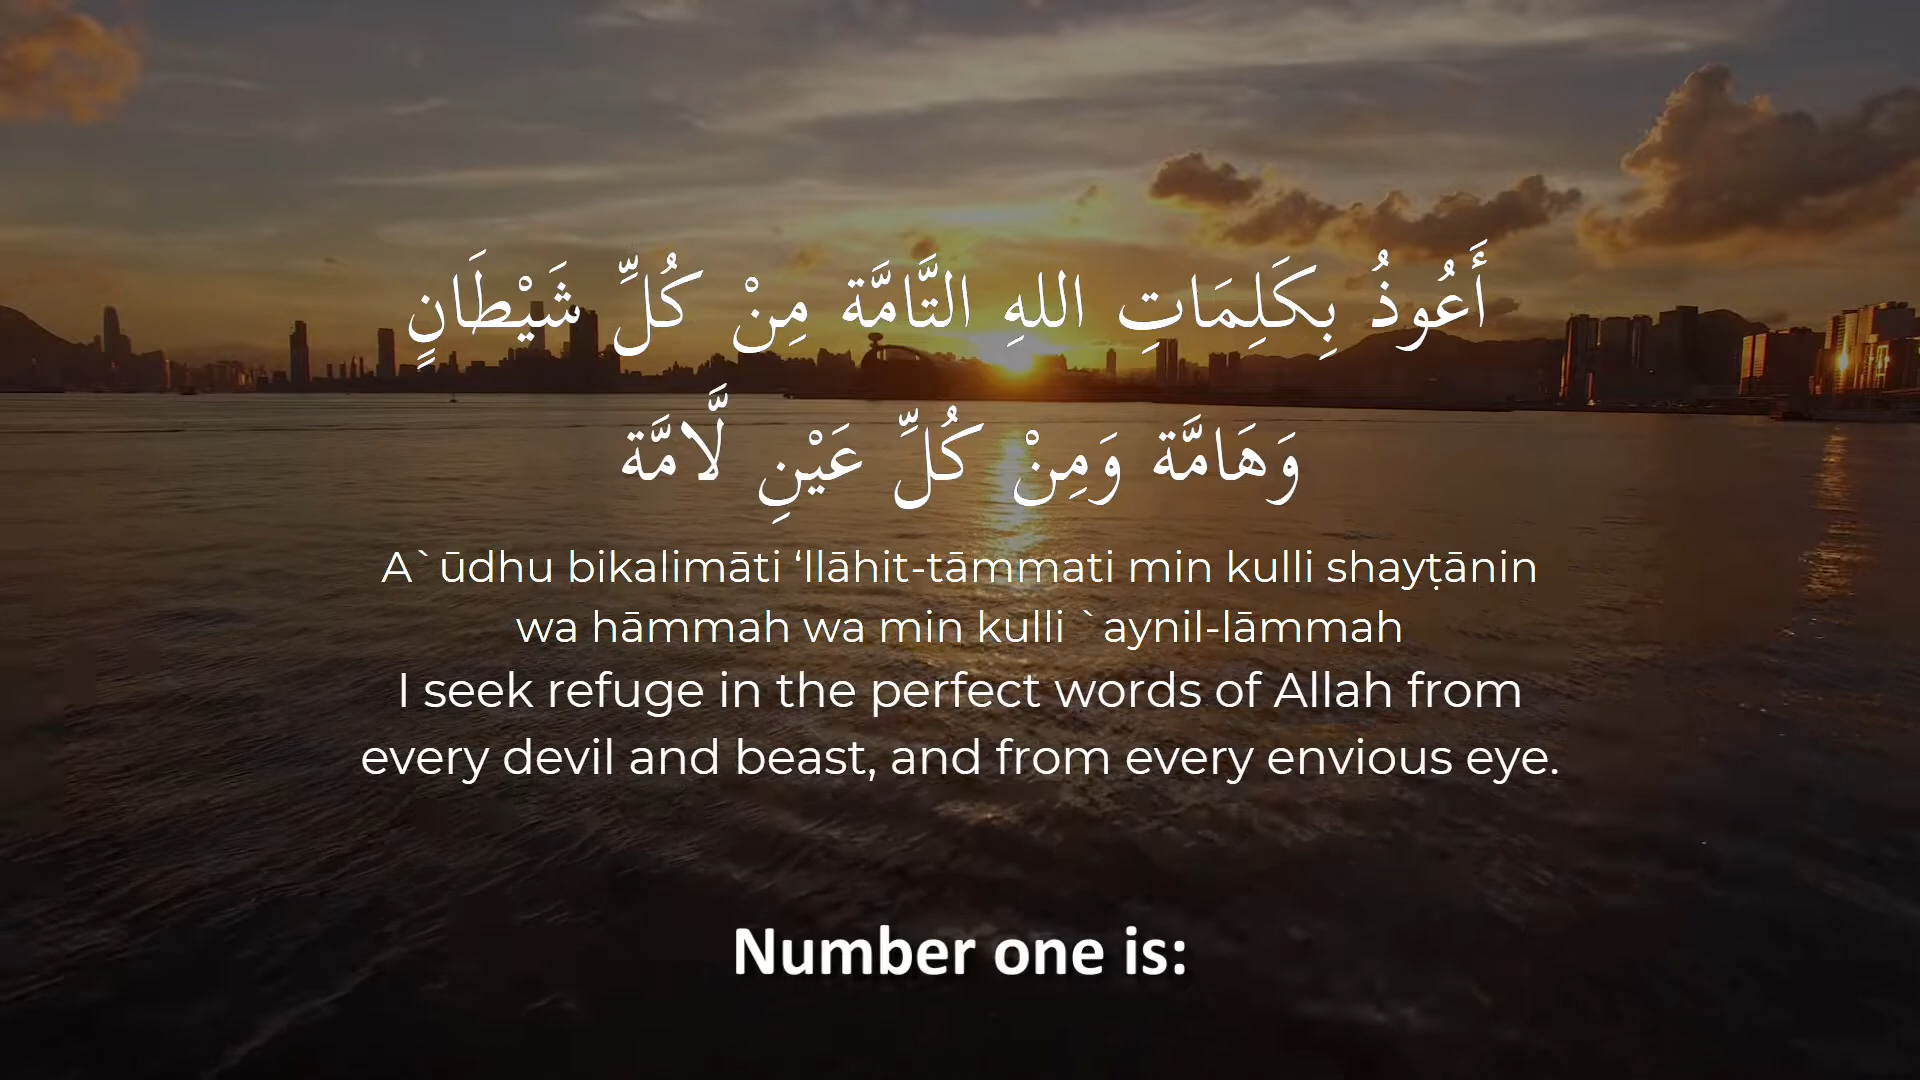 أَعُوذُ بِكَلِمَاتِ اللهِ التَّامَّة مِنْ كُلِّ شَيْطَانٍ
وَهَامَّة وَمِنْ كُلِّ عَيْنِ لَّامَّة
A`ūdhu bikalimāti ‘llāhit-tāmmati min kulli shayṭānin
wa hāmmah wa min kulli `aynil-lāmmah
I seek refuge in the perfect words of Allah from
every devil and beast, and from every envious eye.
Number one is: